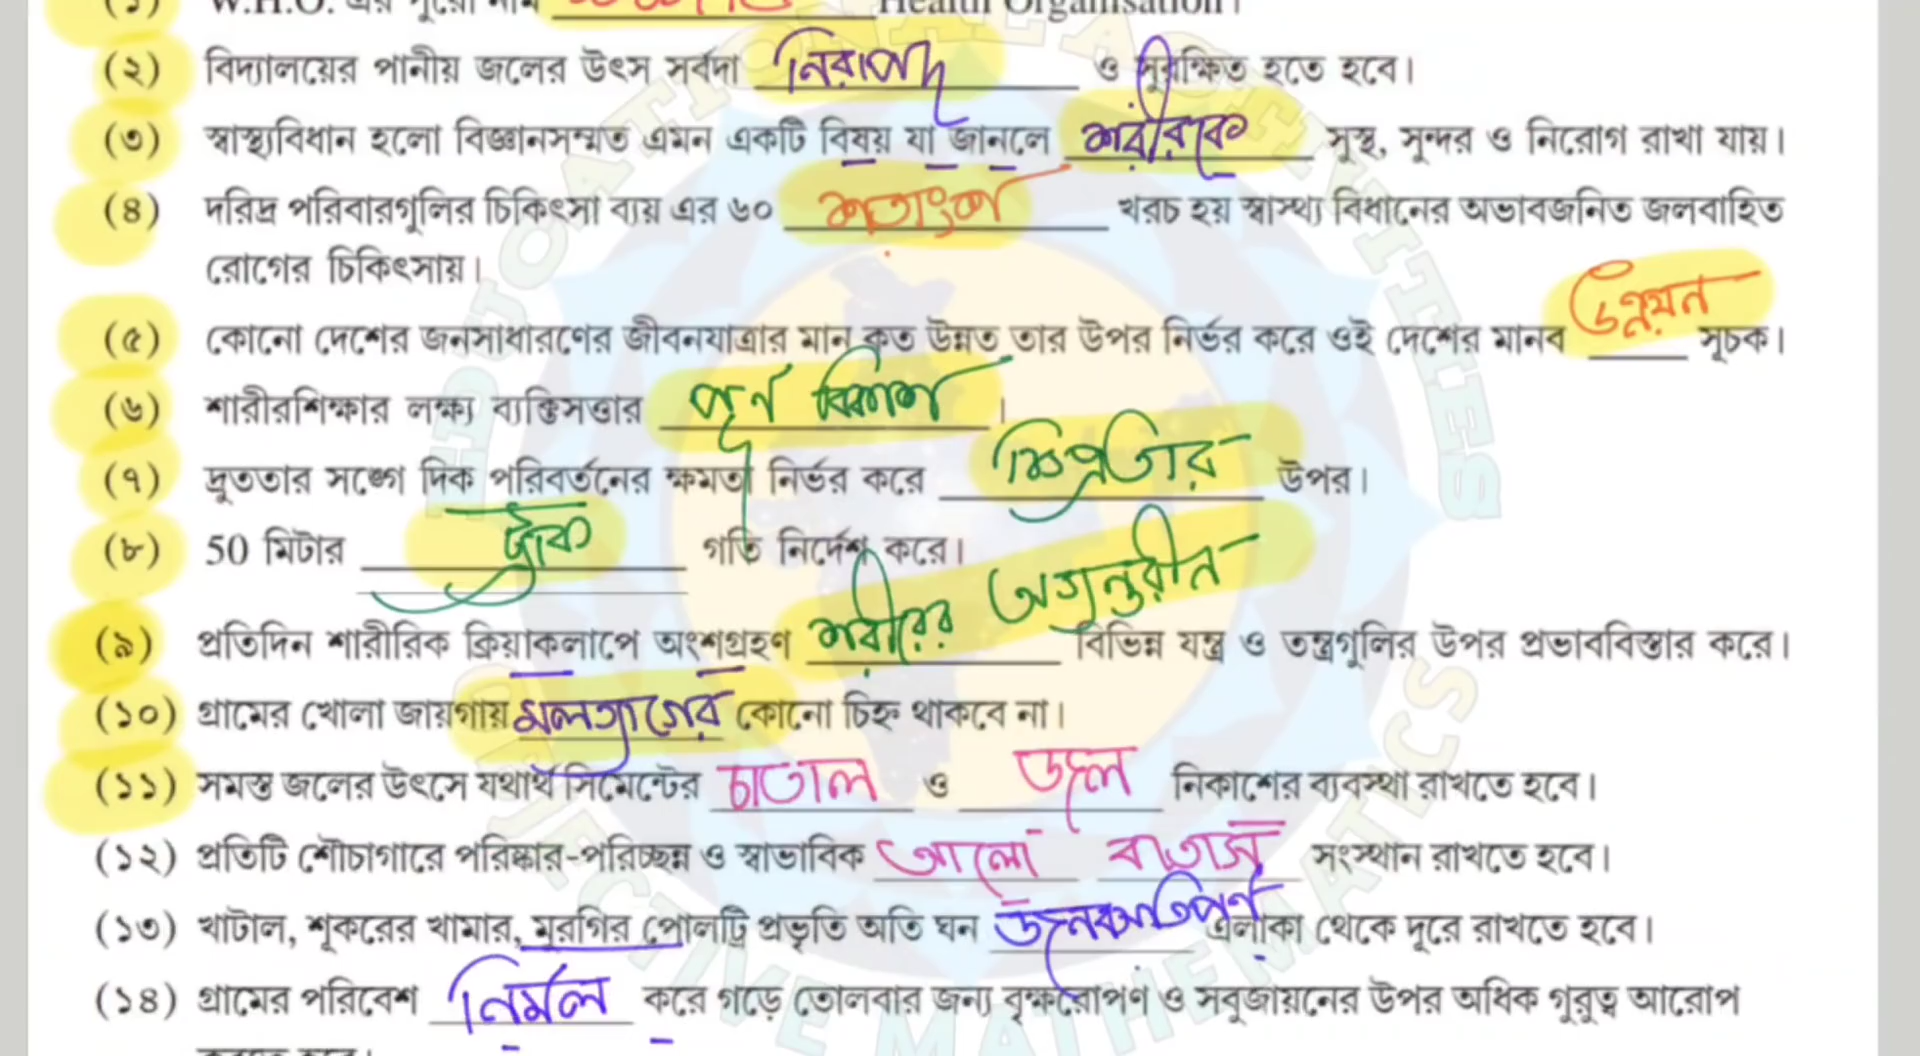 (১) W.H.O. এর পুরো নাম Health Organisation।
(২) বিদ্যালয়ের পানীয় জলের উৎস সর্বদা নিরাপদ ও সুরক্ষিত হতে হবে।
(৩) স্বাস্থ্যবিধান হলো বিজ্ঞানসম্মত এমন একটি বিষয় যা জানলে শরীরকে সুস্থ, সুন্দর ও নিরোগ রাখা যায়।
(৪) দরিদ্র পরিবারগুলির চিকিৎসা ব্যয় এর ৬০ শতাংশ খরচ হয় স্বাস্থ্য বিধানের অভাবজনিত জলবাহিত
রোগের চিকিৎসায়।
(৫) কোনো দেশের জনসাধারণের জীবনযাত্রার মান কত উন্নত তার উপর নির্ভর করে ওই দেশের মানব উন্নয়ন সূচক।
(৬) শারীরশিক্ষার লক্ষ্য ব্যক্তিসত্তার পূর্ণ বিকাশ।
(৭) দ্রুততার সঙ্গে দিক পরিবর্তনের ক্ষমতা নির্ভর করে ক্ষিপ্রতার উপর।
(৮) 50 মিটার গতি নির্দেশ করে।
(৯) প্রতিদিন শারীরিক ক্রিয়াকলাপে অংশগ্রহণ শরীরের অভ্যন্তরীন বিভিন্ন যন্ত্র ও তন্ত্রগুলির উপর প্রভাববিস্তার করে।
(১০) গ্রামের খোলা জায়গায় মলত্যাগের কোনো চিহ্ন থাকবে না।
(১১) সমস্ত জলের উৎসে যথার্থ সিমেন্টের চাতাল ও জল নিকাশের ব্যবস্থা রাখতে হবে।
(১২) প্রতিটি শৌচাগারে পরিষ্কার-পরিচ্ছন্ন ও স্বাভাবিক আলো বাতাস সংস্থান রাখতে হবে।
(১৩) খাটাল, শূকরের খামার, মুরগির পোলট্রি প্রভৃতি অতি ঘন এলাকা থেকে দূরে রাখতে হবে।
(১৪) গ্রামের পরিবেশ নির্মল করে গড়ে তোলবার জন্য বৃক্ষরোপণ ও সবুজায়নের উপর অধিক গুরুত্ব আরোপ
EDUCATIONAL ACTIVITIES
OBJECTIVE MATHEMATICS